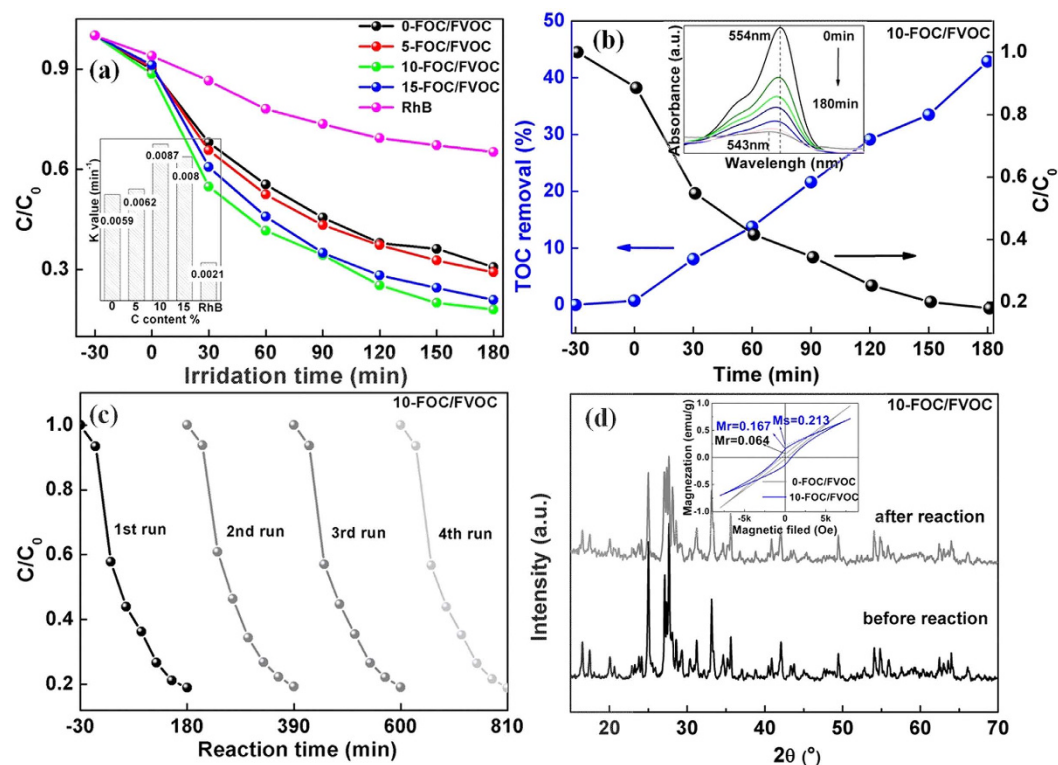 (a)
0-FOC/FVOC
5-FOC/FVOC
10-FOC/FVOC
15-FOC/FVOC
RhB
C/C0
0.9
0.6
0.3
K value (min-1)
0.0059
0.0062
0.0087
0.008
0.0021
0 5 10 15 RhB
C content %
-30 0 30 60 90 120 150 180
Irridation time (min)
(b)
10-FOC/FVOC
TOC removal (%)
50
40
30
20
10
0
Absorbance (a.u.)
554nm
0min
180min
543nm
Wavelengh (nm)
1.0
0.8
0.6
0.4
0.2
C/C0
-30 0 30 60 90 120 150 180
Time (min)
(c)
10-FOC/FVOC
C/C0
1.0
0.8
0.6
0.4
0.2
1st run
2nd run
3rd run
4th run
-30 180 390 600 810
Reaction time (min)
(d)
10-FOC/FVOC
Intensity (a.u.)
Magnezation (emu/g)
1.0
0.5
0.0
-0.5
-1.0
Mr=0.167
Ms=0.213
Mr=0.064
0-FOC/FVOC
10-FOC/FVOC
-5k 0 5k
Magnetic filed (Oe)
after reaction
before reaction
20 30 40 50 60 70
2θ (°)